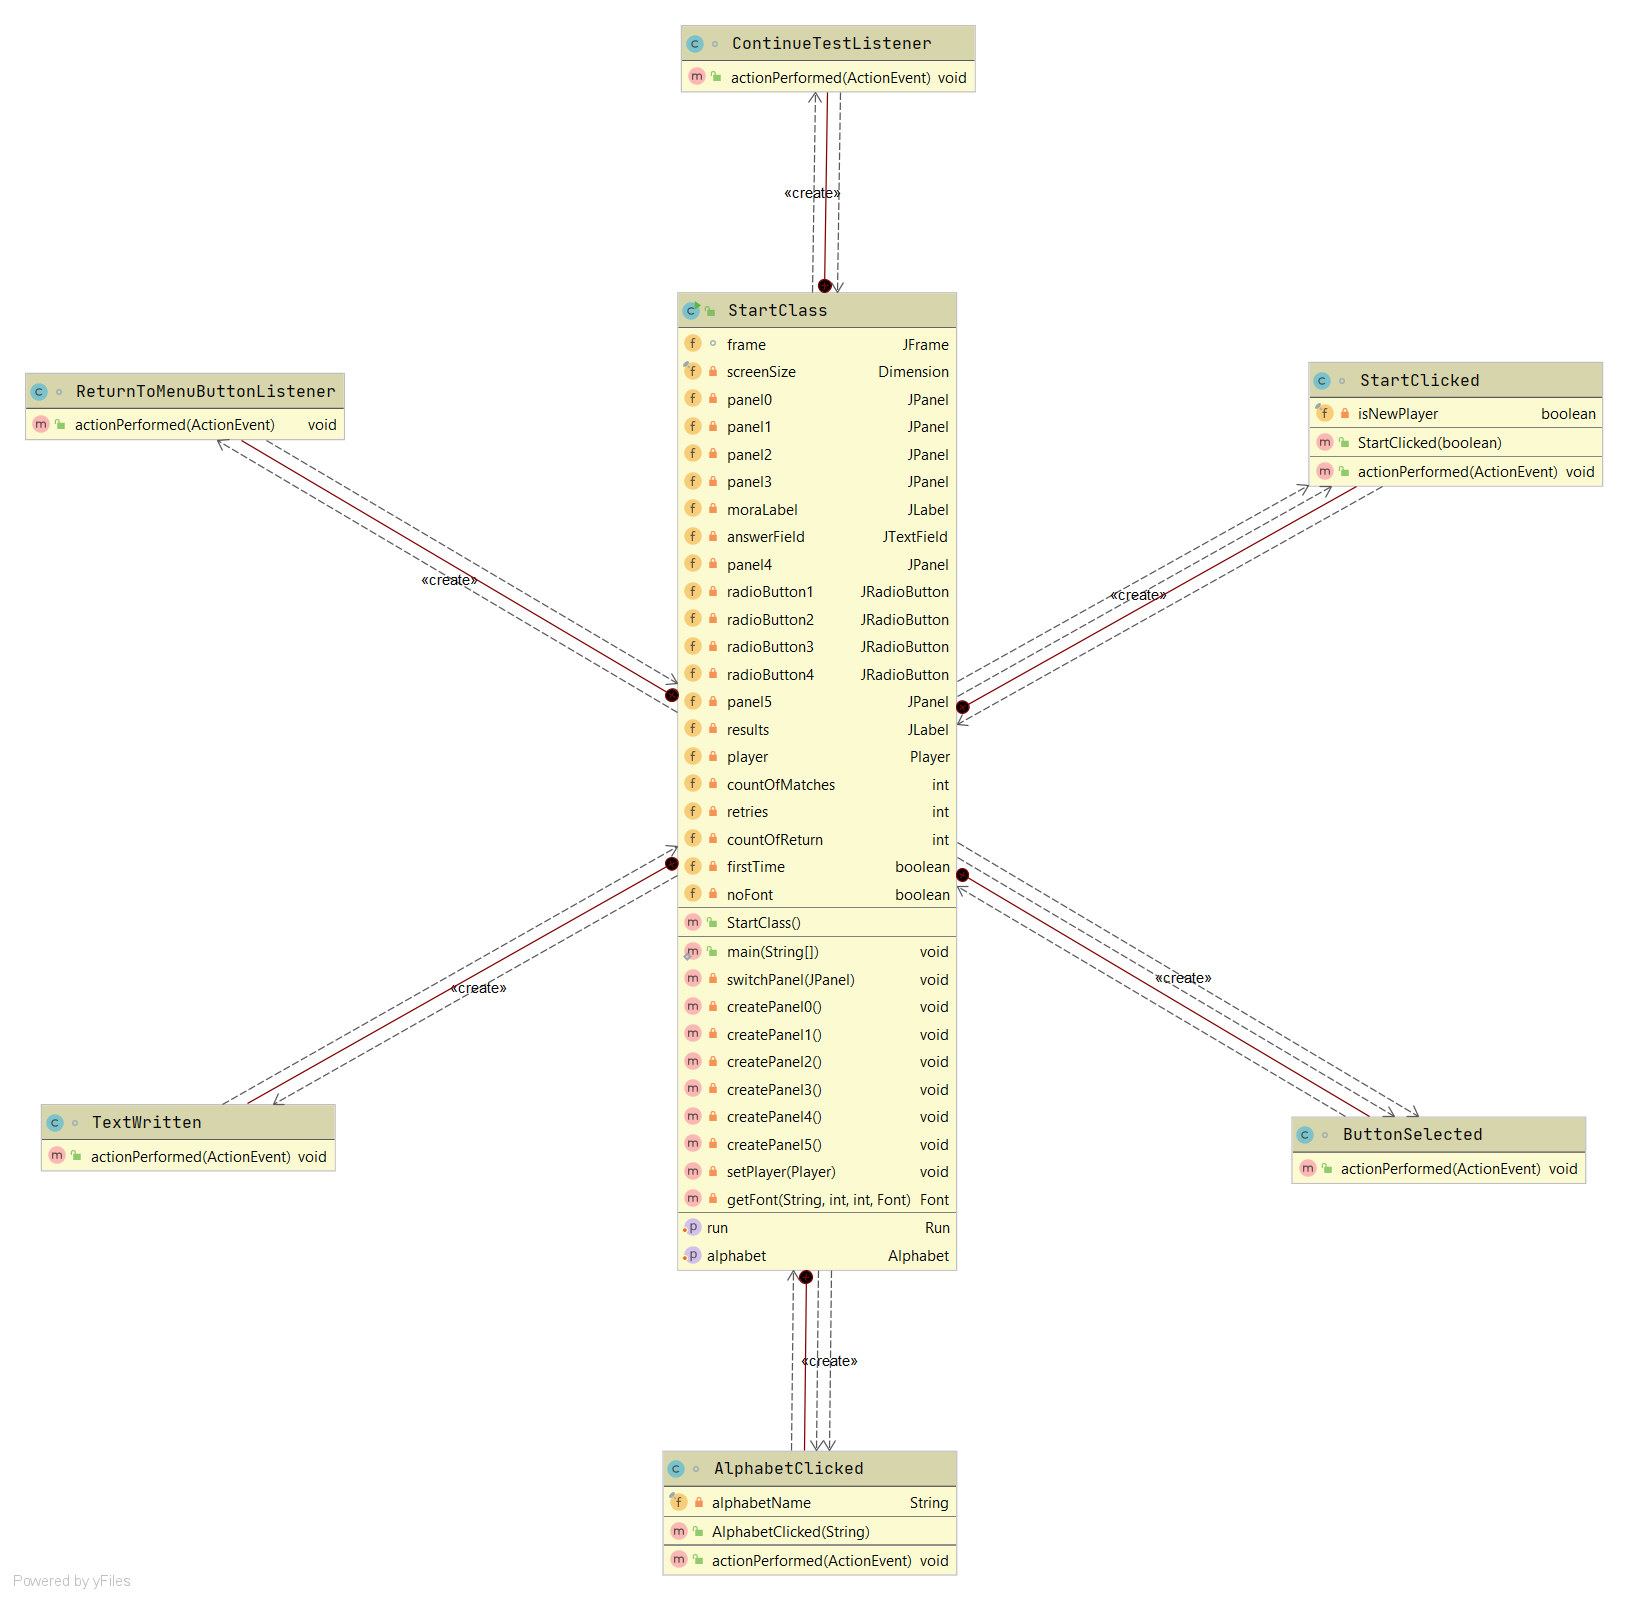 ContinueTestListener
actionPerformed(ActionEvent) void
«create»
StartClass
frame JFrame
screenSize Dimension
panel0 JPanel
panel1 JPanel
panel2 JPanel
panel3 JPanel
moraLabel JLabel
answerField JTextField
panel4 JPanel
radioButton1 JRadioButton
radioButton2 JRadioButton
radioButton3 JRadioButton
radioButton4 JRadioButton
panel5 JPanel
results JLabel
player Player
countOfMatches int
retries int
countOfReturn int
firstTime boolean
noFont boolean
StartClass()
main(String[]) void
switchPanel(JPanel) void
createPanel0() void
createPanel1() void
createPanel2() void
createPanel3() void
createPanel4() void
createPanel5() void
setPlayer(Player) void
getFont(String, int, int, Font) Font
run Run
alphabet Alphabet
ReturnToMenuButtonListener
actionPerformed(ActionEvent) void
«create»
StartClicked
isNewPlayer boolean
StartClicked(boolean)
actionPerformed(ActionEvent) void
«create»
«create»
TextWritten
actionPerformed(ActionEvent) void
«create»
ButtonSelected
actionPerformed(ActionEvent) void
«create»
AlphabetClicked
alphabetName String
AlphabetClicked(String)
actionPerformed(ActionEvent) void
Powered by yFiles